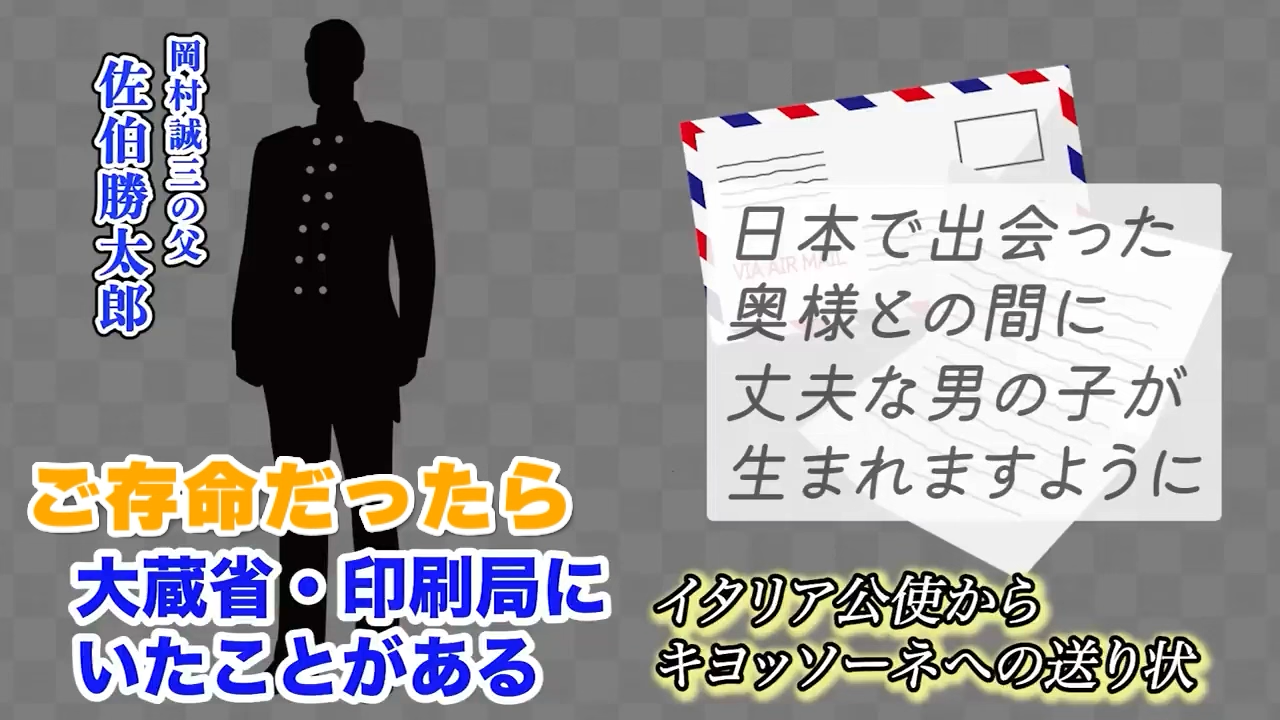 岡村誠三の父
佐伯勝太郎
日本で出会った
奥様との間に
丈夫な男の子が
生まれますように
VIA AIR MAIL
ご存命だったら
大蔵省・印刷局に
いたことがある
イタリア公使から
キヨッソーネへの送り状